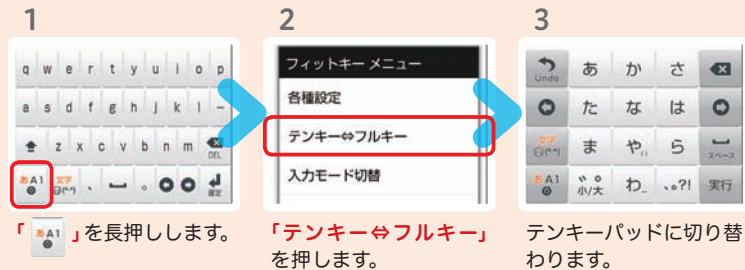 1
2
3
q w e r t y u i o p
a s d f g h j k l -
z x c v b n m DEL
あA1 文字 (^^) 、 。 確定
フィットキー メニュー
各種設定
テンキー⇔フルキー
入力モード切替
Undo あ か さ
た な は
文字 (^^) ま や ら スペース
あA1 小/大 わ 、。?! 実行
「あA1」を長押しします。
「テンキー⇔フルキー」
を押します。
テンキーパッドに切り替
わります。